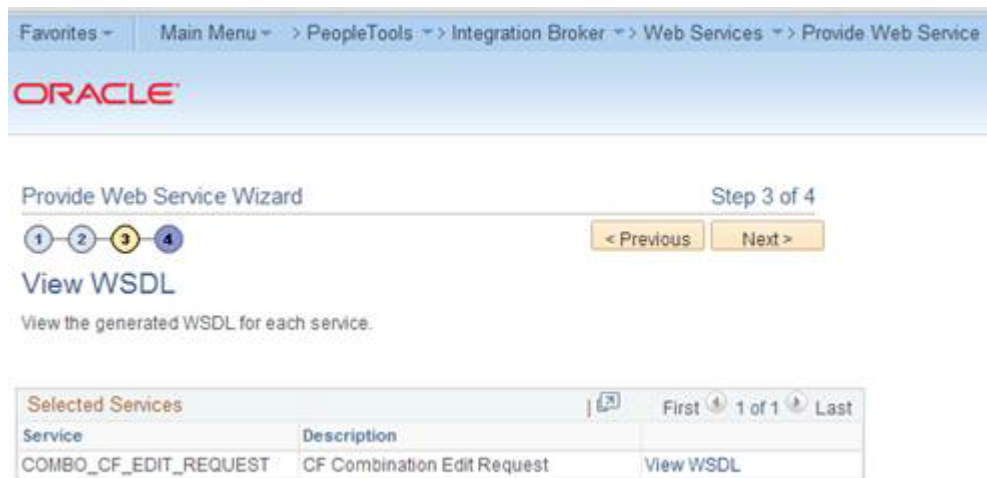 Favorites Main Menu > PeopleTools > Integration Broker > Web Services > Provide Web Service
ORACLE
Provide Web Service Wizard Step 3 of 4
1 2 3 4 < Previous Next >
View WSDL
View the generated WSDL for each service.
Selected Services | First 1 of 1 Last
Service Description
COMBO_CF_EDIT_REQUEST CF Combination Edit Request View WSDL